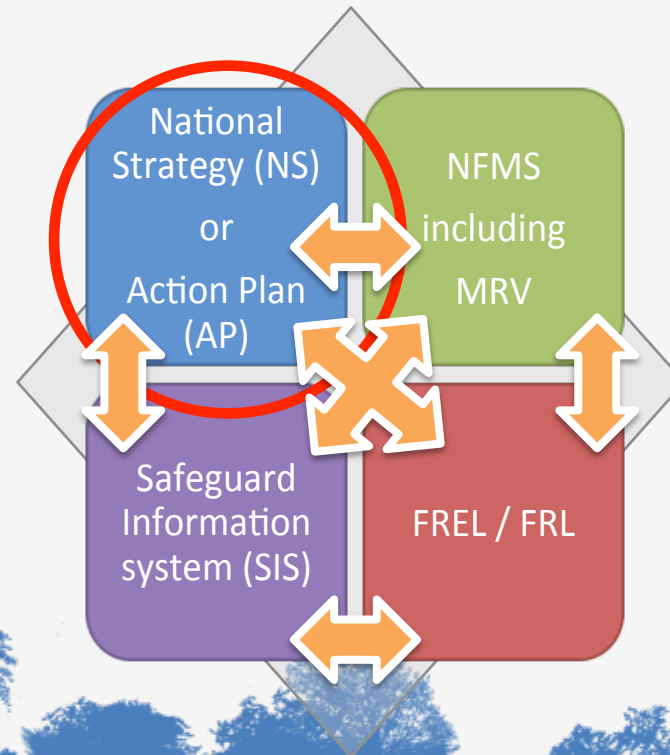 National
Strategy (NS)
or
Action Plan
(AP)
NFMS
including
MRV
Safeguard
Information
system (SIS)
FREL / FRL